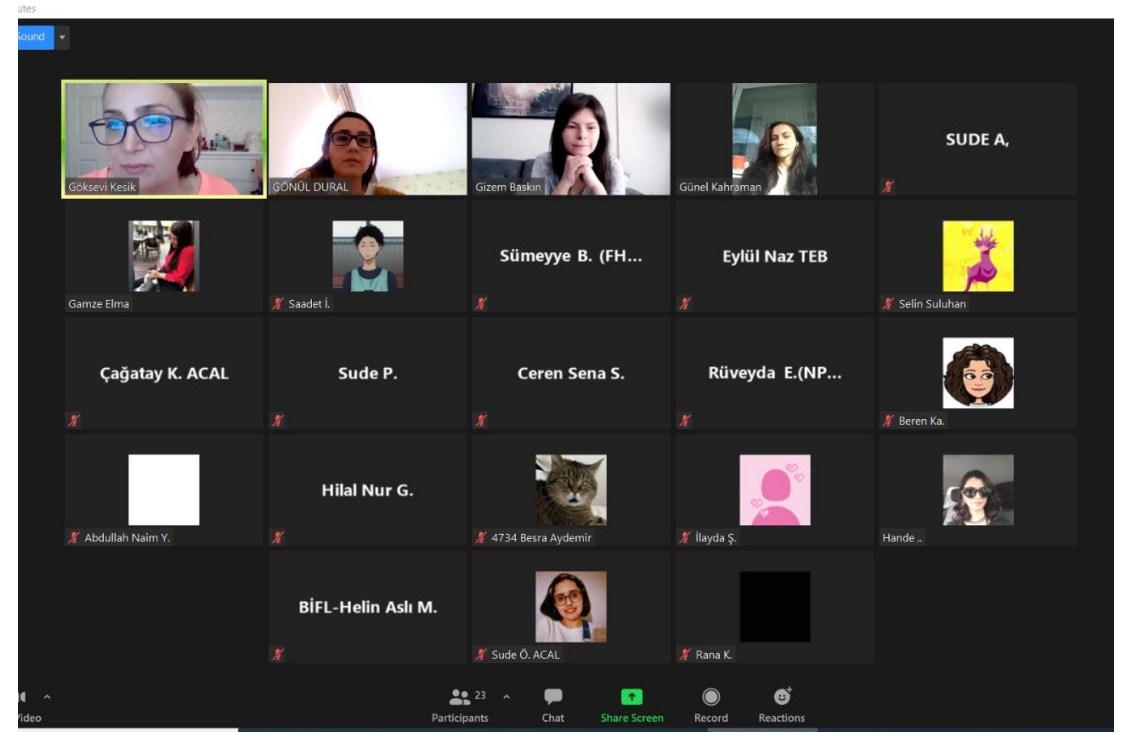 utes
Sound
Göksevi Kesik
GÖNÜL DURAL
Gizem Baskın
Günel Kahraman
SUDE A,
Gamze Elma
Saadet İ.
Sümeyye B. (FH...
Eylül Naz TEB
Selin Suluhan
Çağatay K. ACAL
Sude P.
Ceren Sena S.
Rüveyda E.(NP...
Beren Ka.
Abdullah Naim Y.
Hilal Nur G.
4734 Besra Aydemir
İlayda Ş.
Hande ..
BİFL-Helin Aslı M.
Sude Ö. ACAL
Rana K.
23
Video
Participants
Chat
Share Screen
Record
Reactions